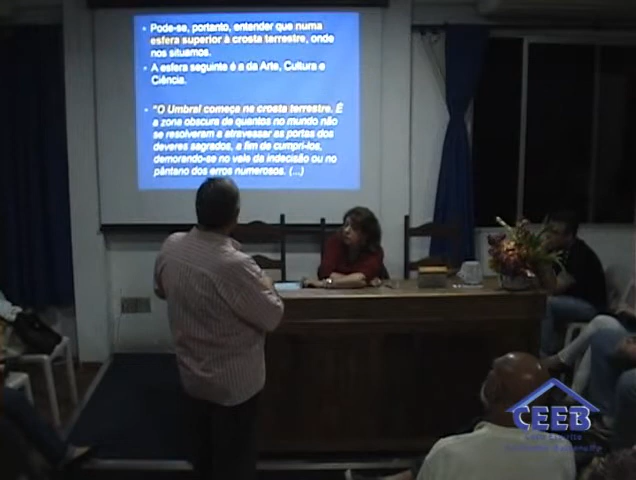 Pode-se, portanto, entender que numa
esfera superior à crosta terrestre, onde
nos situamos.
A esfera seguinte é a da Arte, Cultura e
Ciência.
"O Umbral começa na crosta terrestre. É
a zona obscura de quantos no mundo não
se resolveram a atravessar as portas dos
deveres sagrados, a fim de cumpri-los,
demorando-se no vale da indecisão ou no
pântano dos erros numerosos. (...)
CEEB